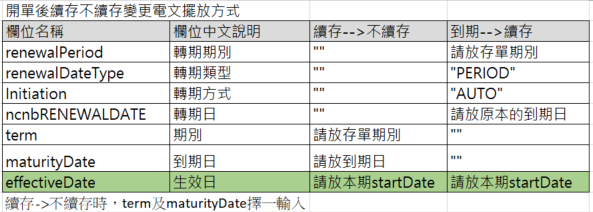 開單後續存不續存變更電文擺放方式
欄位名稱 欄位中文說明 續存-->不續存 到期-->續存
renewalPeriod 轉期期別 "" 請放存單期別
renewalDateType 轉期類型 "" "PERIOD"
Initiation 轉期方式 "" "AUTO"
ncnbRENEWALDATE 轉期日 "" 請放原本的到期日
term 期別 請放存單期別 ""
maturityDate 到期日 請放到期日 ""
effectiveDate 生效日 請放本期startDate 請放本期startDate
續存->不續存時，term及maturityDate擇一輸入